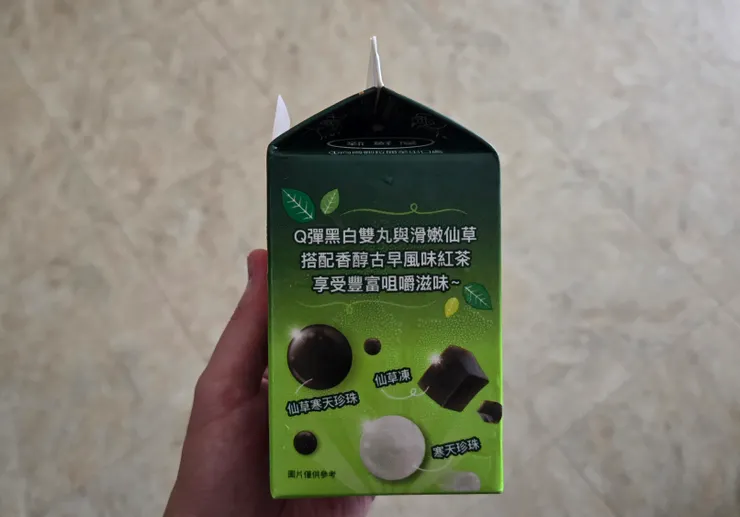 Q彈黑白雙丸與滑嫩仙草
搭配香醇古早風味紅茶
享受豐富咀嚼滋味~
仙草凍
仙草寒天珍珠
寒天珍珠
圖片僅供參考